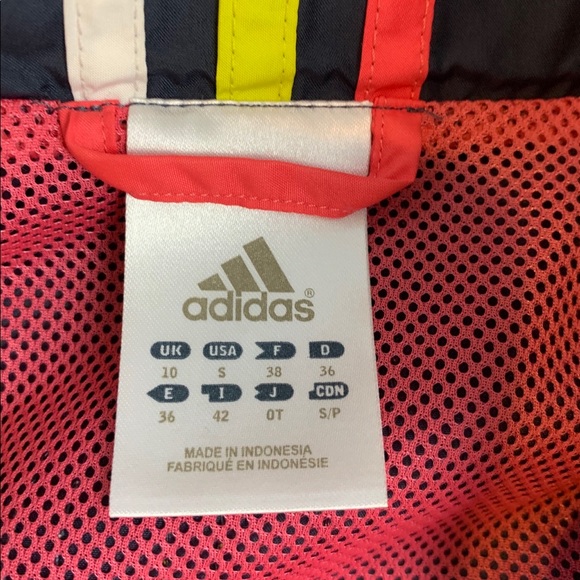 adidas®
UK USA F D
10 S 38 36
E I J CDN
36 42 OT S/P
MADE IN INDONESIA
FABRIQUÉ EN INDONÉSIE